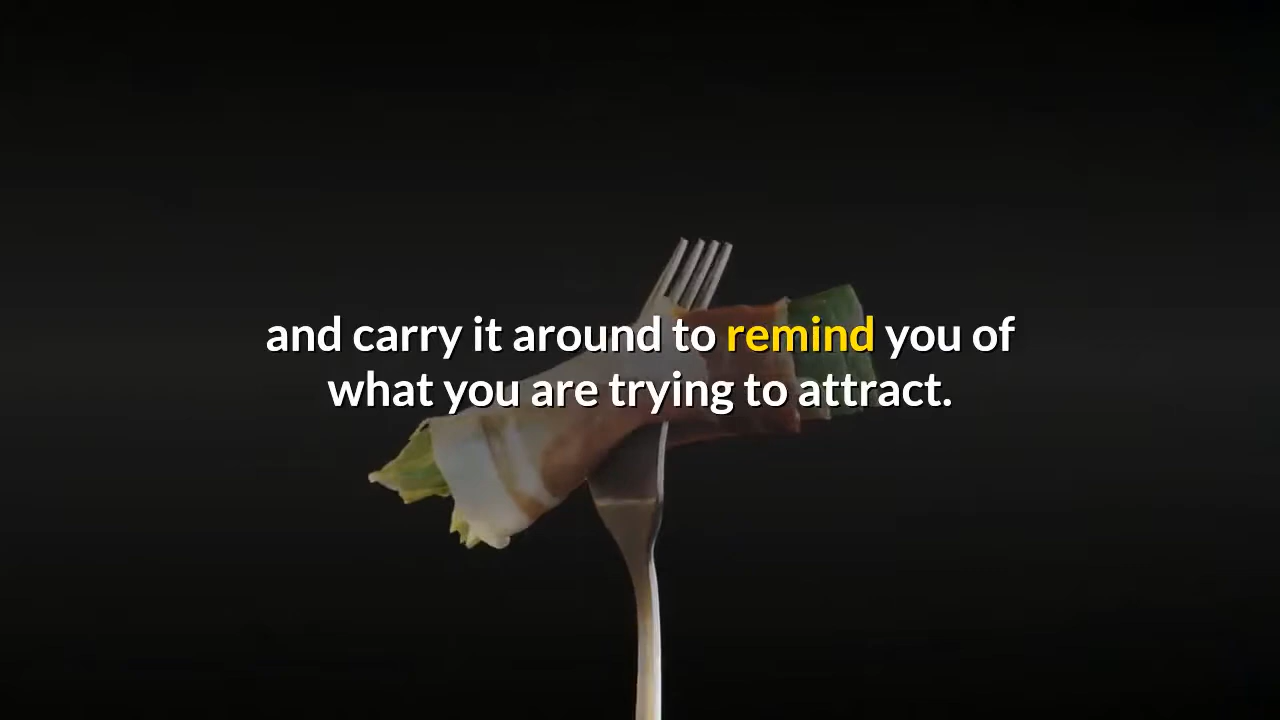 and carry it around to remind you of
what you are trying to attract.